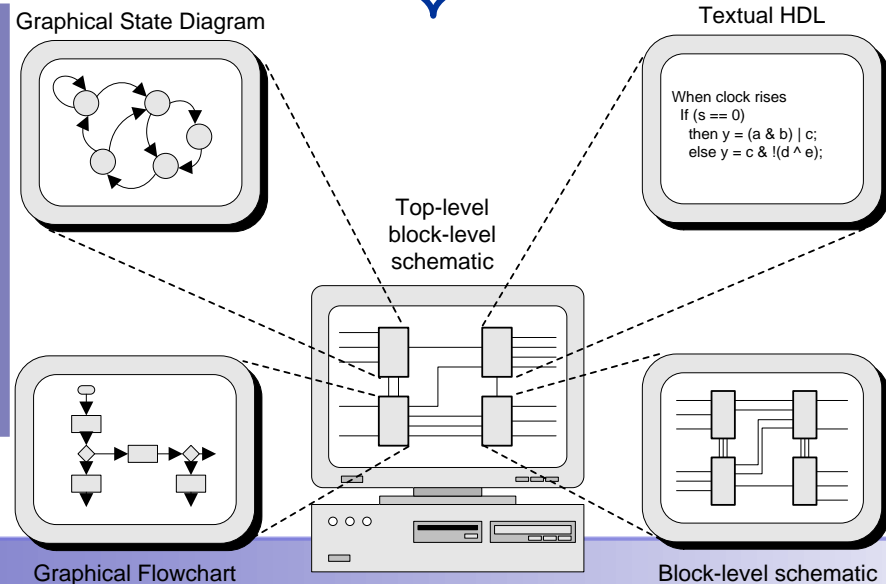 Graphical State Diagram
Textual HDL
When clock rises
If (s == 0)
then y = (a & b) | c;
else y = c & !(d ^ e);
Top-level
block-level
schematic
Graphical Flowchart
Block-level schematic